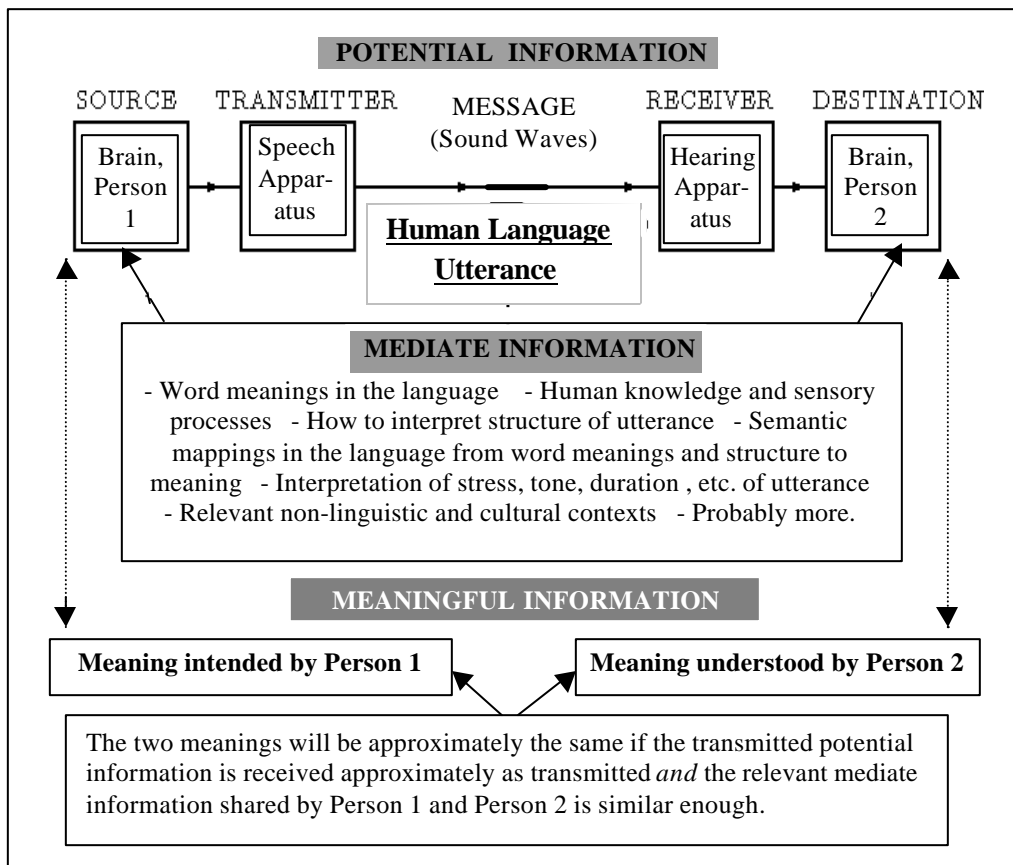 POTENTIAL INFORMATION
SOURCE TRANSMITTER MESSAGE RECEIVER DESTINATION
(Sound Waves)
Brain,
Person
1
Speech
Appar-
atus
Hearing
Appar-
atus
Brain,
Person
2
Human Language
Utterance
MEDIATE INFORMATION
- Word meanings in the language - Human knowledge and sensory
processes - How to interpret structure of utterance - Semantic
mappings in the language from word meanings and structure to
meaning - Interpretation of stress, tone, duration , etc. of utterance
- Relevant non-linguistic and cultural contexts - Probably more.
MEANINGFUL INFORMATION
Meaning intended by Person 1
Meaning understood by Person 2
The two meanings will be approximately the same if the transmitted potential
information is received approximately as transmitted and the relevant mediate
information shared by Person 1 and Person 2 is similar enough.